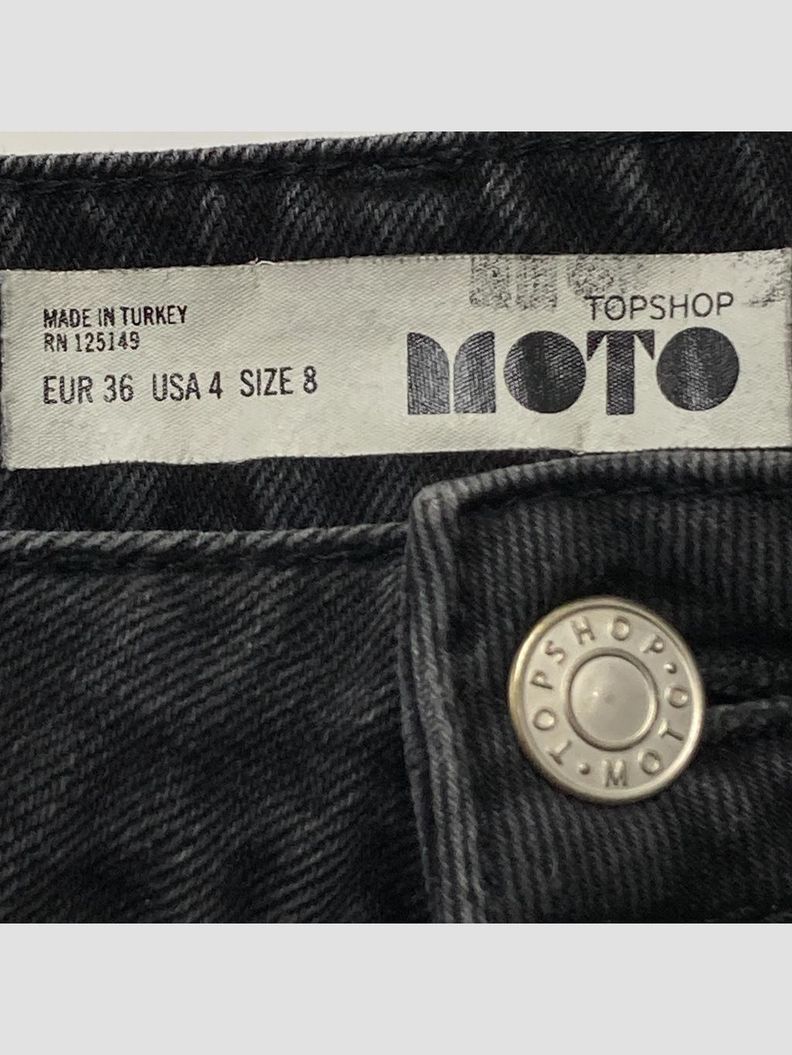 MADE IN TURKEY
RN 125149
EUR 36 USA 4 SIZE 8
TOPSHOP
MOTO
TOPSHOP • MOTO •